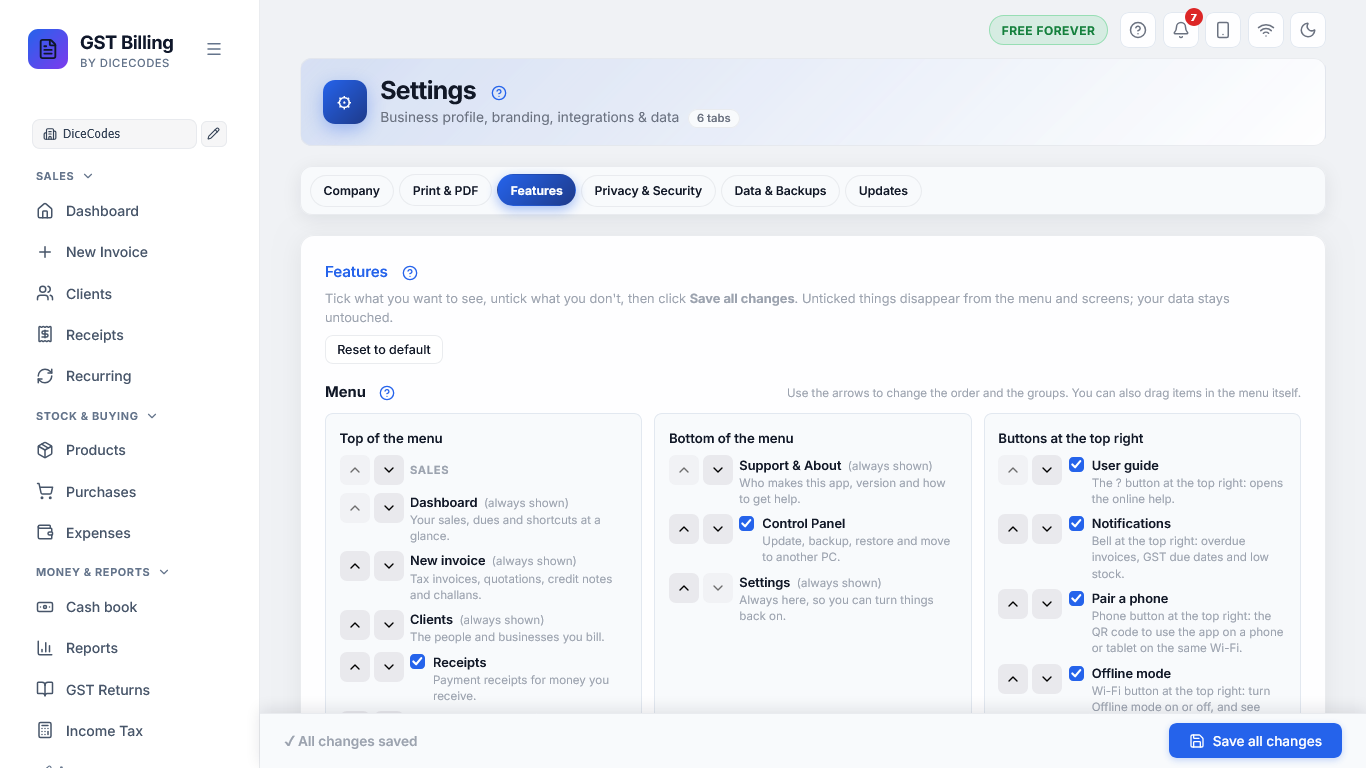 GST Billing
BY DICECODES
DiceCodes
SALES
Dashboard
New Invoice
Clients
Receipts
Recurring
STOCK & BUYING
Products
Purchases
Expenses
MONEY & REPORTS
Cash book
Reports
GST Returns
Income Tax
FREE FOREVER
7
Settings
Business profile, branding, integrations & data 6 tabs
Company Print & PDF Features Privacy & Security Data & Backups Updates
Features
Tick what you want to see, untick what you don't, then click Save all changes. Unticked things disappear from the menu and screens; your data stays
untouched.
Reset to default
Menu
Use the arrows to change the order and the groups. You can also drag items in the menu itself.
Top of the menu
SALES
Dashboard (always shown)
Your sales, dues and shortcuts at a
glance.
New invoice (always shown)
Tax invoices, quotations, credit notes
and challans.
Clients (always shown)
The people and businesses you bill.
Receipts
Payment receipts for money you
receive.
Bottom of the menu
Support & About (always shown)
Who makes this app, version and how
to get help.
Control Panel
Update, backup, restore and move
to another PC.
Settings (always shown)
Always here, so you can turn things
back on.
Buttons at the top right
User guide
The ? button at the top right: opens
the online help.
Notifications
Bell at the top right: overdue
invoices, GST due dates and low
stock.
Pair a phone
Phone button at the top right: the
QR code to use the app on a phone
or tablet on the same Wi-Fi.
Offline mode
Wi-Fi button at the top right: turn
Offline mode on or off, and see
✓ All changes saved
Save all changes